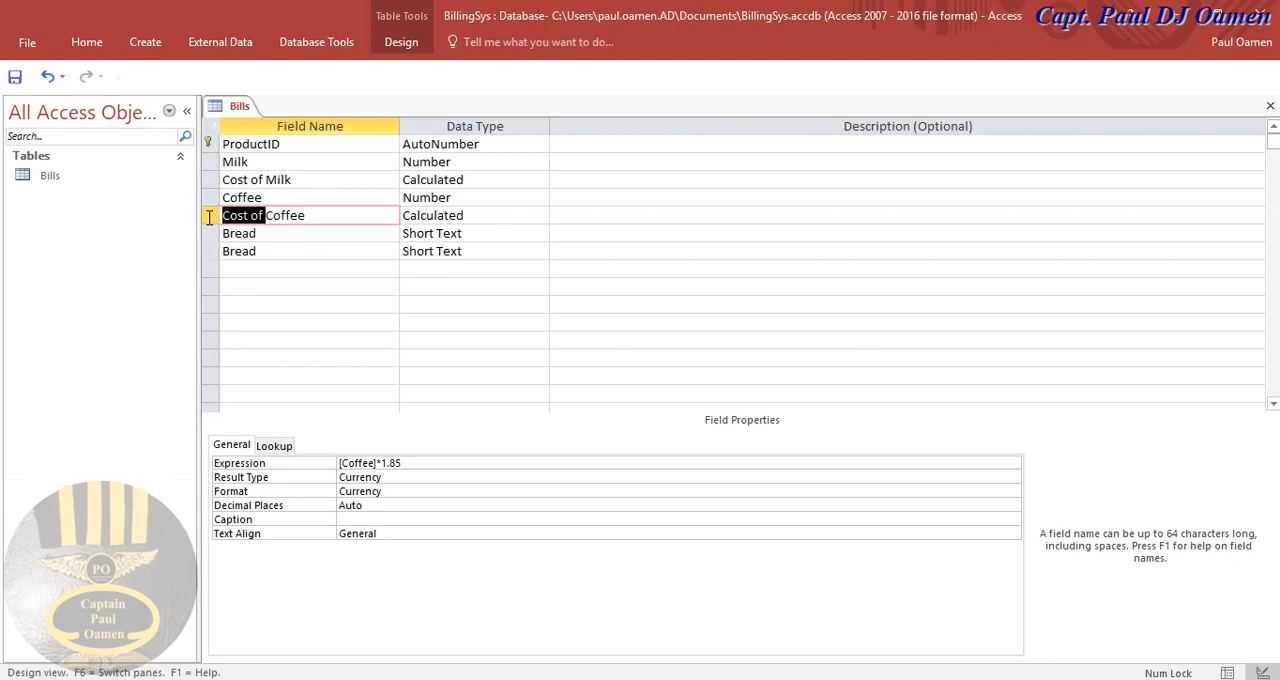 Table Tools
BillingSys : Database- C:\Users\paul.oamen.AD\Documents\BillingSys.accdb (Access 2007 - 2016 file format) - Access
Capt. Paul DJ Oamen
File
Home
Create
External Data
Database Tools
Design
Tell me what you want to do...
Paul Oamen
All Access Obje...
Search...
Tables
Bills
Bills
Field Name
Data Type
Description (Optional)
ProductID
AutoNumber
Milk
Number
Cost of Milk
Calculated
Coffee
Number
Cost of Coffee
Calculated
Bread
Short Text
Bread
Short Text
Field Properties
General
Lookup
Expression
[Coffee]*1.85
Result Type
Currency
Format
Currency
Decimal Places
Auto
Caption
Text Align
General
A field name can be up to 64 characters long,
including spaces. Press F1 for help on field
names.
PO
Captain
Paul
Oamen
Design view. F6 = Switch panes. F1 = Help.
Num Lock